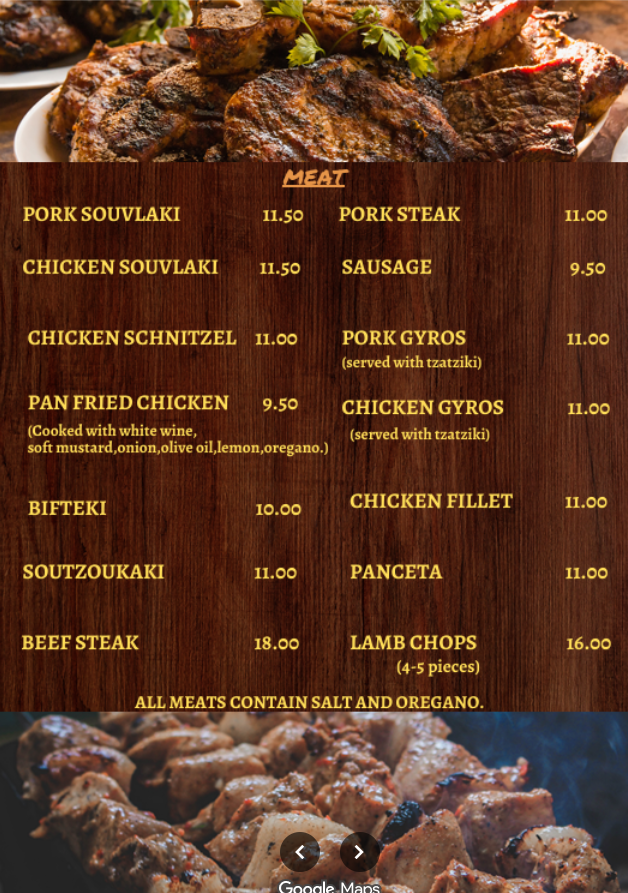 MEAT
PORK SOUVLAKI 11.50
CHICKEN SOUVLAKI 11.50
CHICKEN SCHNITZEL 11.00
PAN FRIED CHICKEN 9.50
(Cooked with white wine,
soft mustard,onion,olive oil,lemon,oregano.)
BIFTEKI 10.00
SOUTZOUKAKI 11.00
BEEF STEAK 18.00
PORK STEAK 11.00
SAUSAGE 9.50
PORK GYROS 11.00
(served with tzatziki)
CHICKEN GYROS 11.00
(served with tzatziki)
CHICKEN FILLET 11.00
PANCETA 11.00
LAMB CHOPS 16.00
(4-5 pieces)
ALL MEATS CONTAIN SALT AND OREGANO.
Google Maps